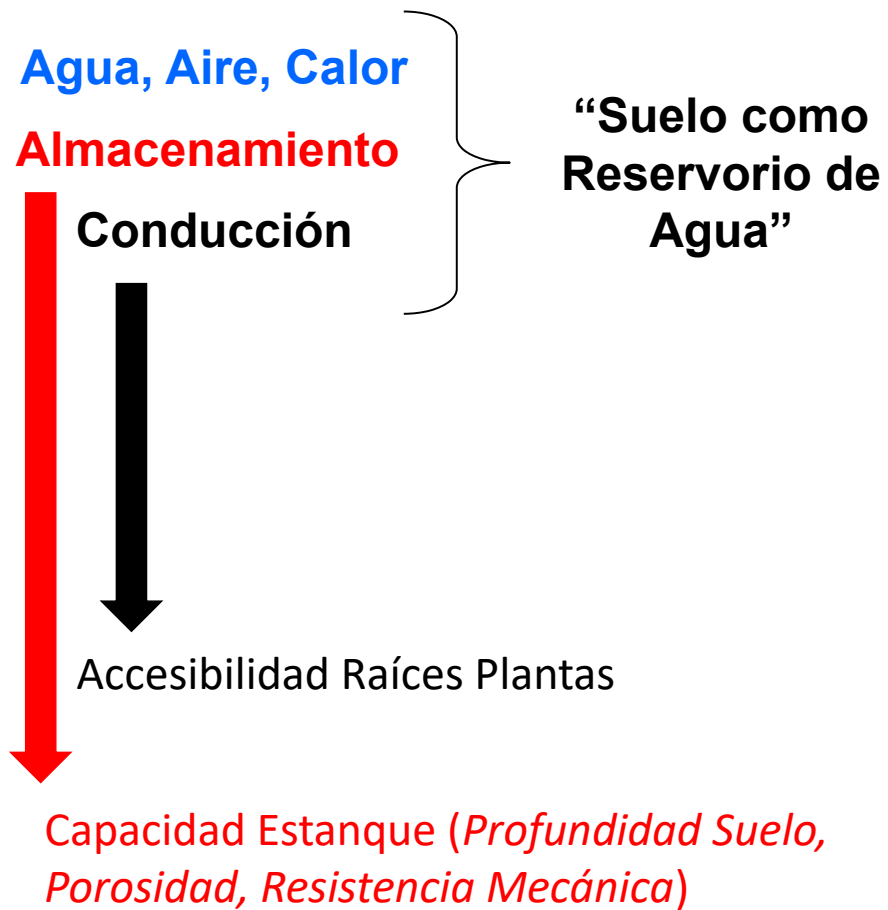 Agua, Aire, Calor
Almacenamiento
Conducción
“Suelo como
Reservorio de
Agua”
Accesibilidad Raíces Plantas
Capacidad Estanque (Profundidad Suelo,
Porosidad, Resistencia Mecánica)